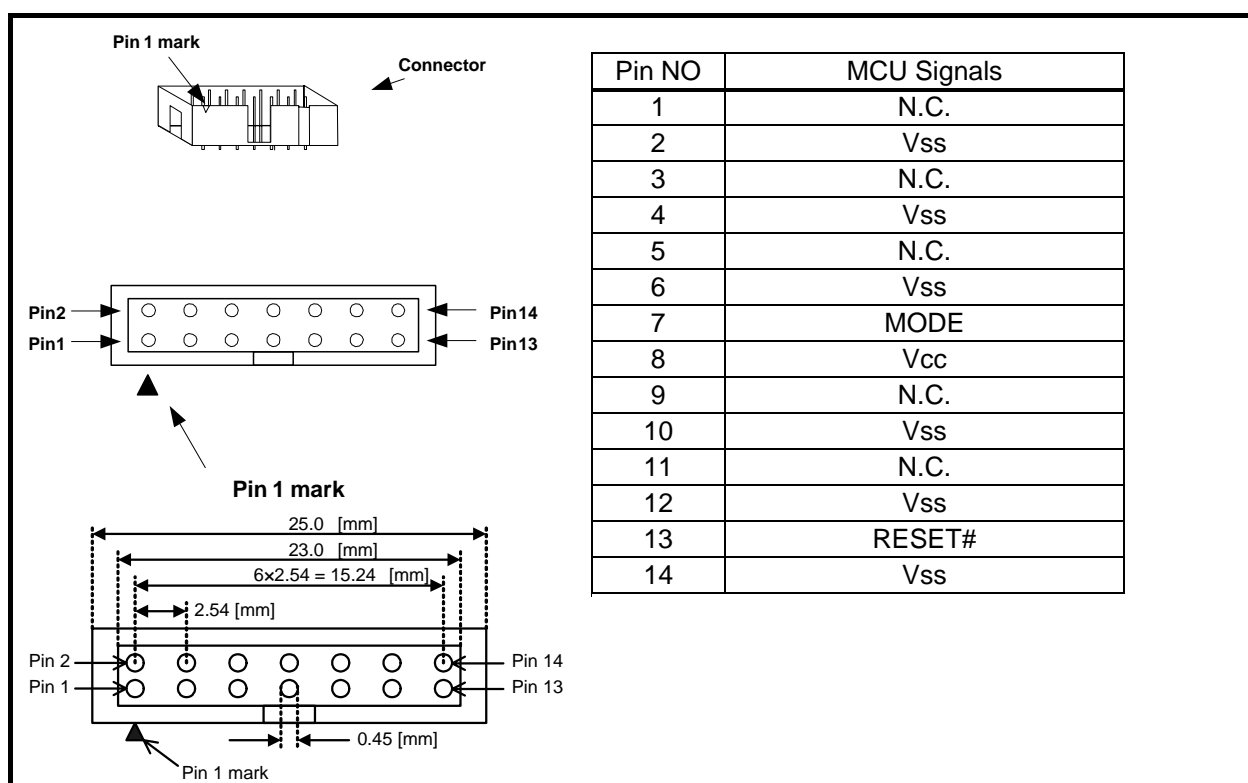 Pin 1 mark
Connector
Pin2
Pin14
Pin1
Pin13
Pin 1 mark
25.0 [mm]
23.0 [mm]
6×2.54 = 15.24 [mm]
2.54 [mm]
Pin 2
Pin 14
Pin 1
Pin 13
0.45 [mm]
Pin 1 mark
Pin NO MCU Signals
1 N.C.
2 Vss
3 N.C.
4 Vss
5 N.C.
6 Vss
7 MODE
8 Vcc
9 N.C.
10 Vss
11 N.C.
12 Vss
13 RESET#
14 Vss